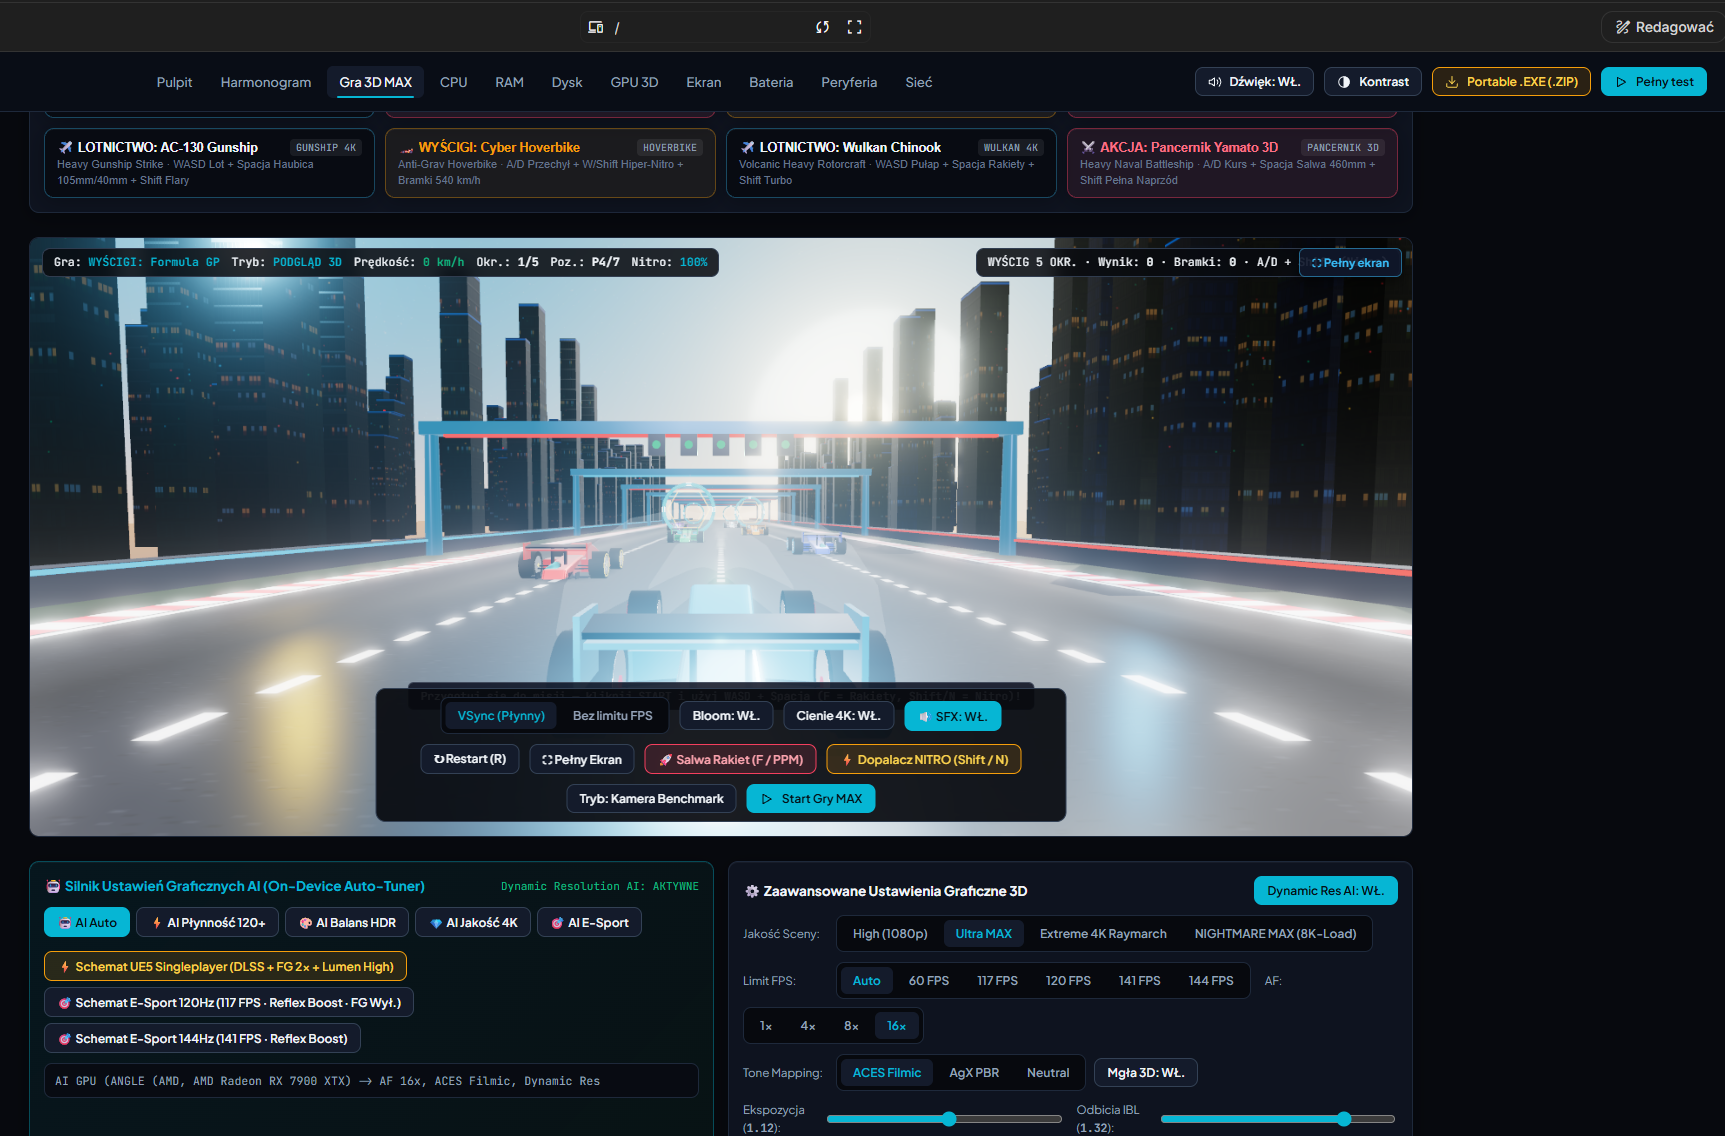 /
Redagować
Pulpit Harmonogram Gra 3D MAX CPU RAM Dysk GPU 3D Ekran Bateria Peryferia Sieć Dźwięk: WŁ. Kontrast Portable .EXE (.ZIP) Pełny test
LOTNICTWO: AC-130 Gunship GUNSHIP 4K
Heavy Gunship Strike · WASD Lot + Spacja Haubica
105mm/40mm + Shift Flary
WYŚCIGI: Cyber Hoverbike HOVERBIKE
Anti-Grav Hoverbike · A/D Przechył + W/Shift Hiper-Nitro +
Bramki 540 km/h
LOTNICTWO: Wulkan Chinook WULKAN 4K
Volcanic Heavy Rotorcraft · WASD Pułap + Spacja Rakiety +
Shift Turbo
AKCJA: Pancernik Yamato 3D PANCERNIK 3D
Heavy Naval Battleship · A/D Kurs + Spacja Salwa 460mm +
Shift Pełna Naprzód
Gra: WYŚCIGI: Formula GP Tryb: PODGLĄD 3D Prędkość: 0 km/h Okr.: 1/5 Poz.: P4/7 Nitro: 100%
WYŚCIG 5 OKR. · Wynik: 0 · Bramki: 0 · A/D +
Pełny ekran
VSync (Płynny) Bez limitu FPS Bloom: WŁ. Cienie 4K: WŁ. SFX: WŁ.
Restart (R) Pełny Ekran Salwa Rakiet (F / PPM) Dopalacz NITRO (Shift / N)
Tryb: Kamera Benchmark Start Gry MAX
Silnik Ustawień Graficznych AI (On-Device Auto-Tuner) Dynamic Resolution AI: AKTYWNE
AI Auto AI Płynność 120+ AI Balans HDR AI Jakość 4K AI E-Sport
Schemat UE5 Singleplayer (DLSS + FG 2x + Lumen High)
Schemat E-Sport 120Hz (117 FPS · Reflex Boost · FG Wył.)
Schemat E-Sport 144Hz (141 FPS · Reflex Boost)
AI GPU (ANGLE (AMD, AMD Radeon RX 7900 XTX) → AF 16x, ACES Filmic, Dynamic Res
Zaawansowane Ustawienia Graficzne 3D Dynamic Res AI: WŁ.
Jakość Sceny: High (1080p) Ultra MAX Extreme 4K Raymarch NIGHTMARE MAX (8K-Load)
Limit FPS: Auto 60 FPS 117 FPS 120 FPS 141 FPS 144 FPS AF:
1x 4x 8x 16x
Tone Mapping: ACES Filmic AgX PBR Neutral Mgła 3D: WŁ.
Ekspozycja
(1.12):
Odbicia IBL
(1.32):